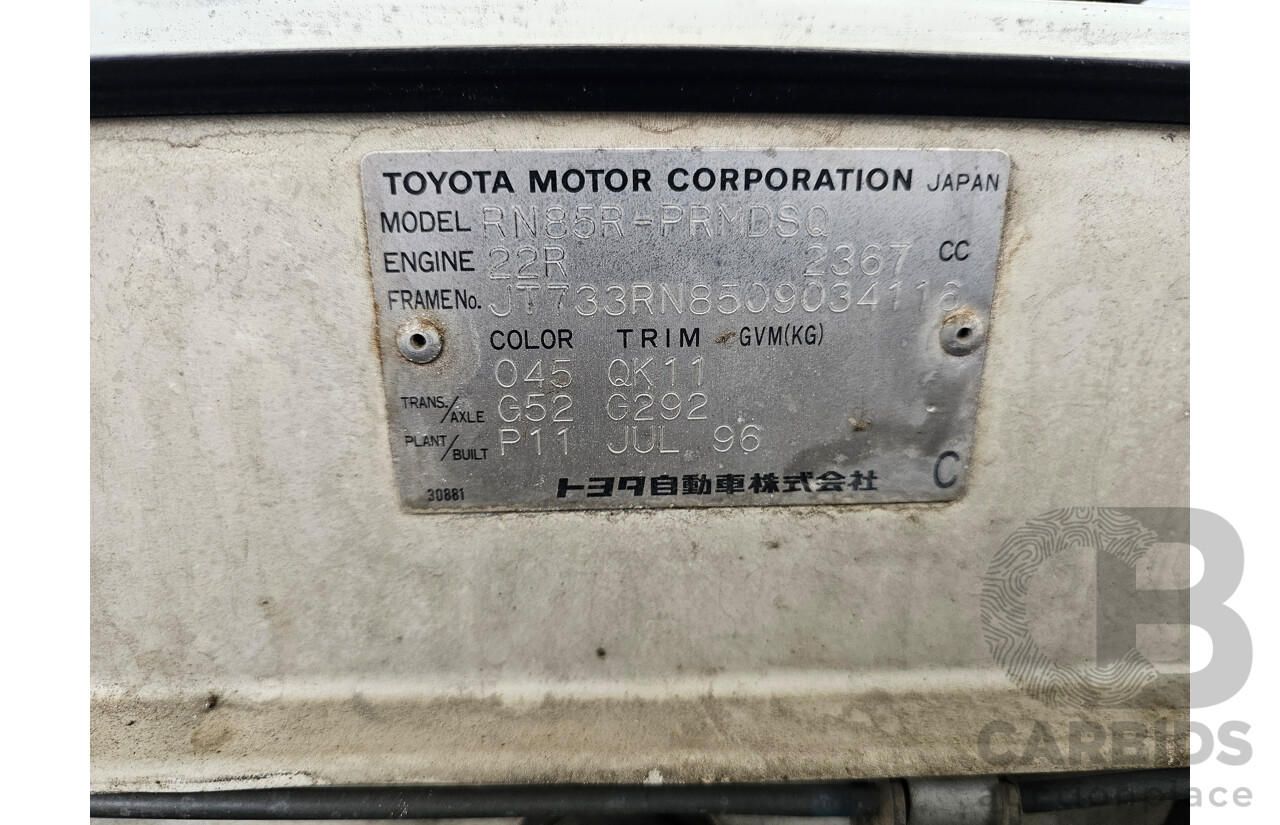 TOYOTA MOTOR CORPORATION JAPAN
MODEL RN85R-PRMDSQ
ENGINE 22R 2367 CC
FRAME No. JT733RN8509034116
COLOR TRIM GVM(KG)
045 QK11
TRANS./AXLE G52 G292
PLANT/BUILT P11 JUL 96
30881 トヨタ自動車株式会社 C
CB
CARBIDS